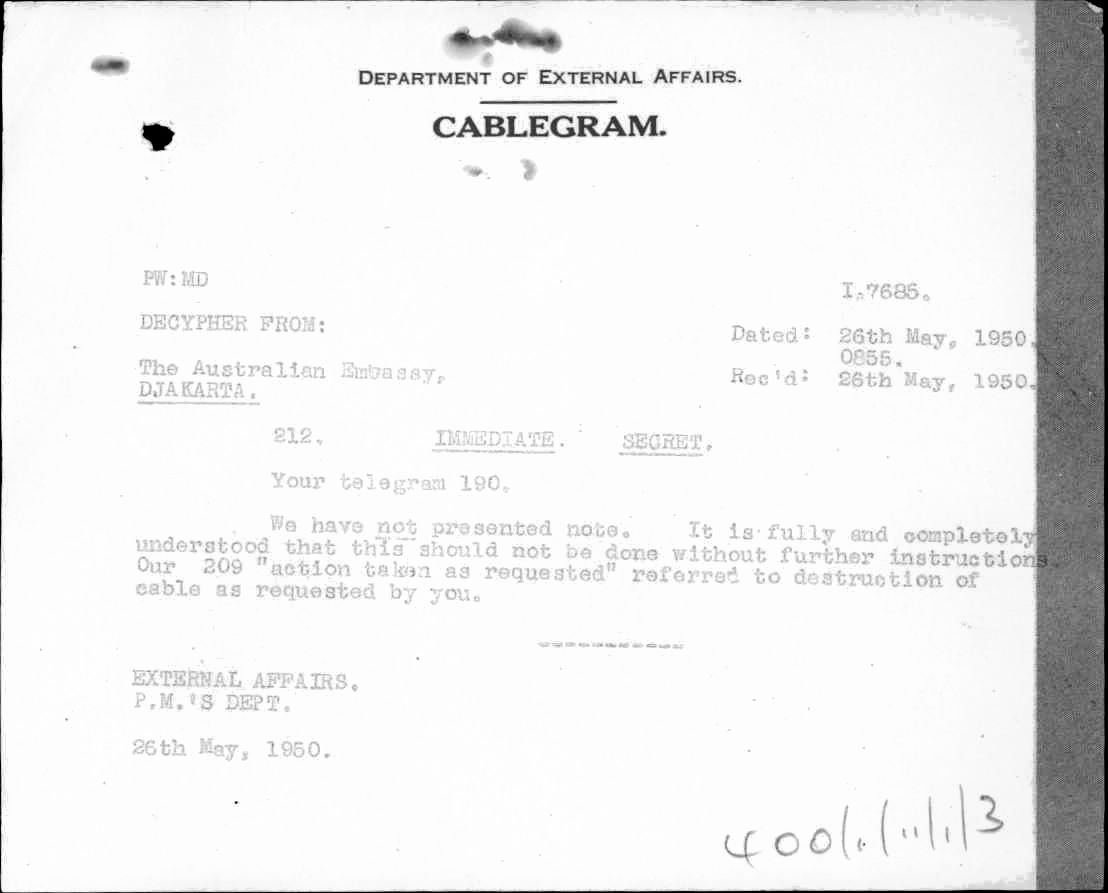 DEPARTMENT OF EXTERNAL AFFAIRS.
CABLEGRAM.
PW:MD
I.7685.
DECYPHER FROM:
Dated: 26th May, 1950.
0855.
The Australian Embassy,
Rec'd: 26th May, 1950.
DJAKARTA.
212. IMMEDIATE. SECRET.
Your telegram 190.
We have not presented note. It is fully and completely
understood that this should not be done without further instructions.
Our 209 "action taken as requested" referred to destruction of
cable as requested by you.
----------
EXTERNAL AFFAIRS.
P.M.'S DEPT.
26th May, 1950.